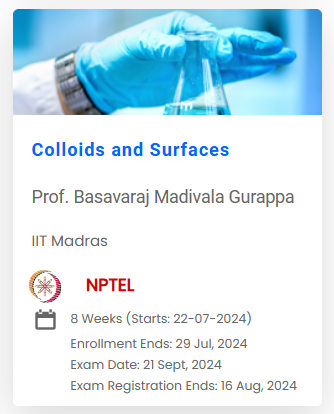 Colloids and Surfaces
Prof. Basavaraj Madivala Gurappa
IIT Madras
NPTEL
8 Weeks (Starts: 22-07-2024)
Enrollment Ends: 29 Jul, 2024
Exam Date: 21 Sept, 2024
Exam Registration Ends: 16 Aug, 2024